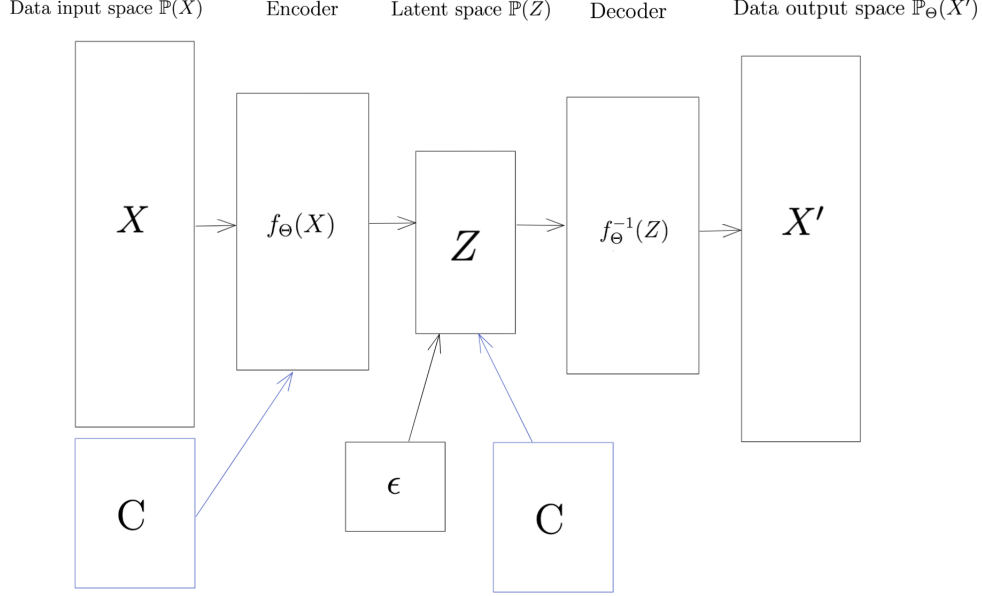 Data input space ℙ(X)
Encoder
Latent space ℙ(Z)
Decoder
Data output space ℙ_Θ(X′)
X
f_Θ(X)
Z
f_Θ^{-1}(Z)
X′
C
ϵ
C